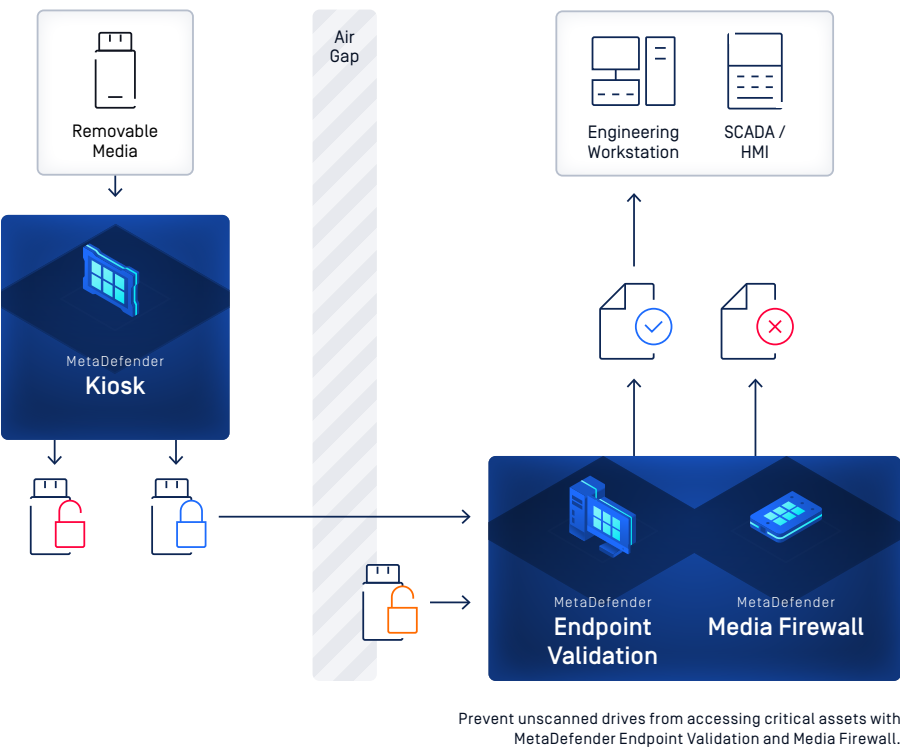 Removable
Media
Air
Gap
Engineering
Workstation
SCADA /
HMI
MetaDefender
Kiosk
MetaDefender
Endpoint
Validation
MetaDefender
Media Firewall
Prevent unscanned drives from accessing critical assets with
MetaDefender Endpoint Validation and Media Firewall.